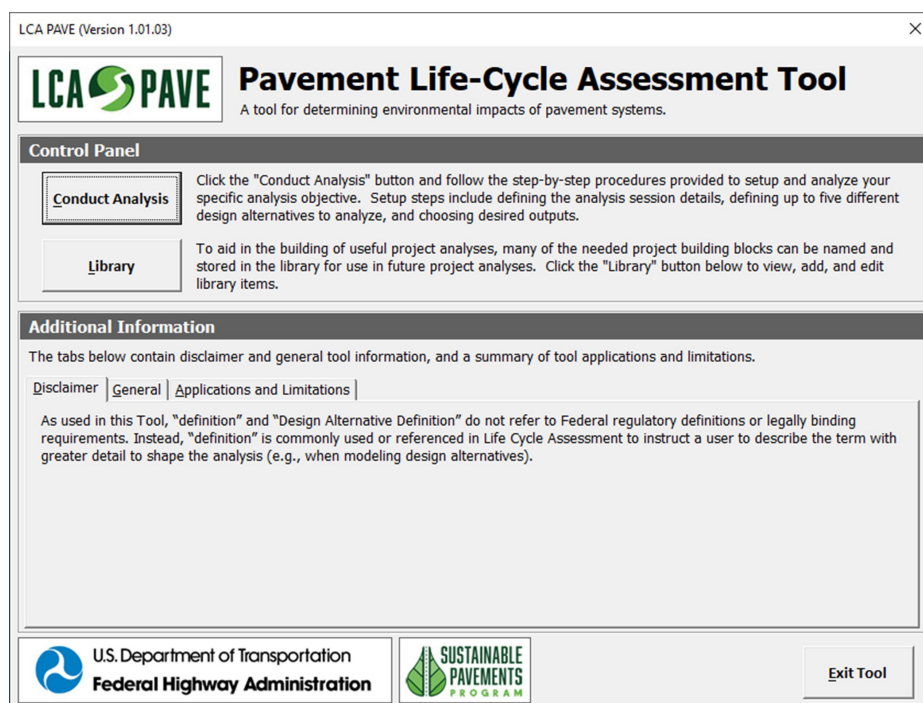 LCA PAVE (Version 1.01.03)
LCA PAVE
Pavement Life-Cycle Assessment Tool
A tool for determining environmental impacts of pavement systems.
Control Panel
Conduct Analysis
Click the "Conduct Analysis" button and follow the step-by-step procedures provided to setup and analyze your
specific analysis objective. Setup steps include defining the analysis session details, defining up to five different
design alternatives to analyze, and choosing desired outputs.
Library
To aid in the building of useful project analyses, many of the needed project building blocks can be named and
stored in the library for use in future project analyses. Click the "Library" button below to view, add, and edit
library items.
Additional Information
The tabs below contain disclaimer and general tool information, and a summary of tool applications and limitations.
Disclaimer General Applications and Limitations
As used in this Tool, “definition” and “Design Alternative Definition” do not refer to Federal regulatory definitions or legally binding
requirements. Instead, “definition” is commonly used or referenced in Life Cycle Assessment to instruct a user to describe the term with
greater detail to shape the analysis (e.g., when modeling design alternatives).
U.S. Department of Transportation
Federal Highway Administration
SUSTAINABLE
PAVEMENTS
PROGRAM
Exit Tool